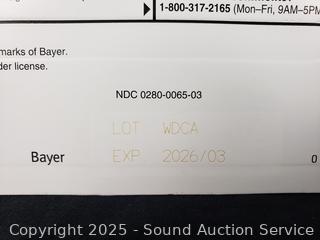 1-800-317-2165 (Mon–Fri, 9AM–5PM
marks of Bayer.
der license.
NDC 0280-0065-03
LOT WDCA
Bayer EXP 2026/03 0
Copyright © 2025 - Sound Auction Service